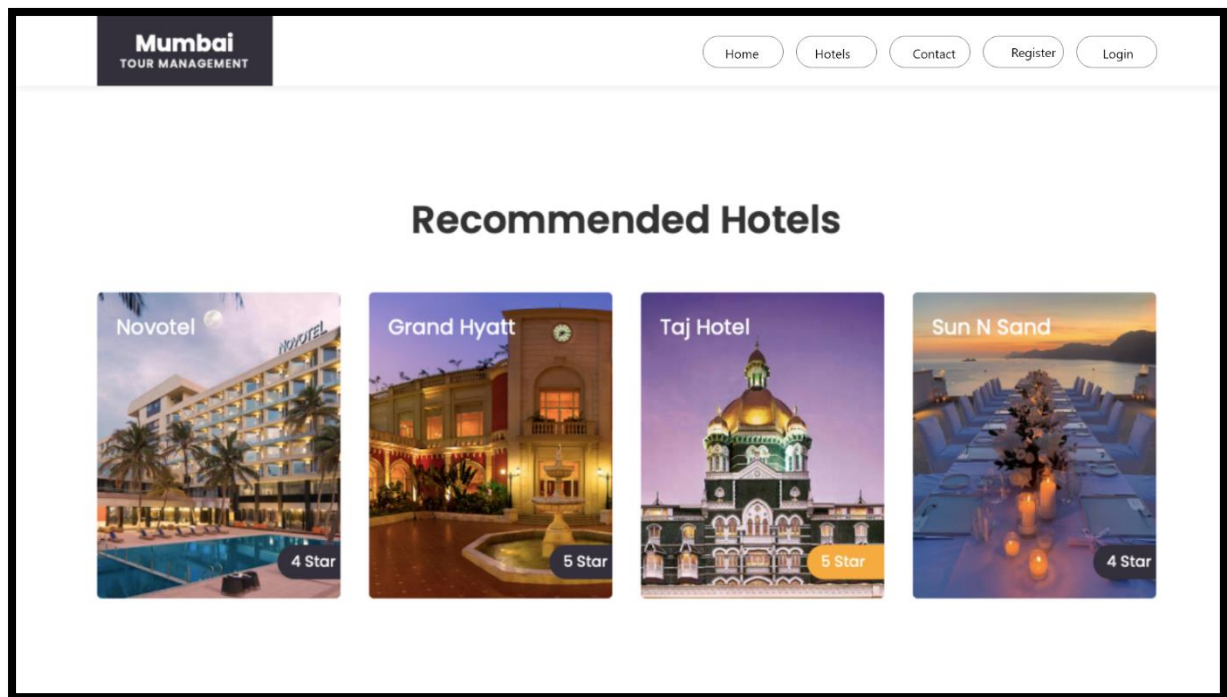 Mumbai
TOUR MANAGEMENT
Home
Hotels
Contact
Register
Login
Recommended Hotels
Novotel
NOVOTEL
4 Star
Grand Hyatt
5 Star
Taj Hotel
5 Star
Sun N Sand
4 Star